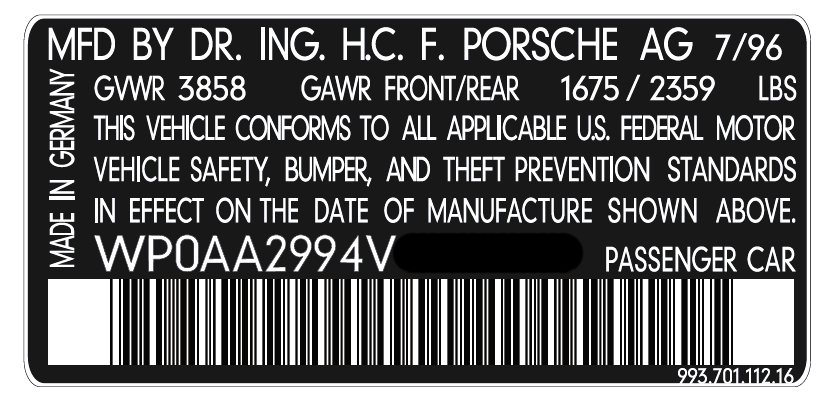 MFD BY DR. ING. H.C. F. PORSCHE AG 7/96
MADE IN GERMANY
GVWR 3858 GAWR FRONT/REAR 1675 / 2359 LBS
THIS VEHICLE CONFORMS TO ALL APPLICABLE U.S. FEDERAL MOTOR
VEHICLE SAFETY, BUMPER, AND THEFT PREVENTION STANDARDS
IN EFFECT ON THE DATE OF MANUFACTURE SHOWN ABOVE.
WP0AA2994V PASSENGER CAR
993.701.112.16